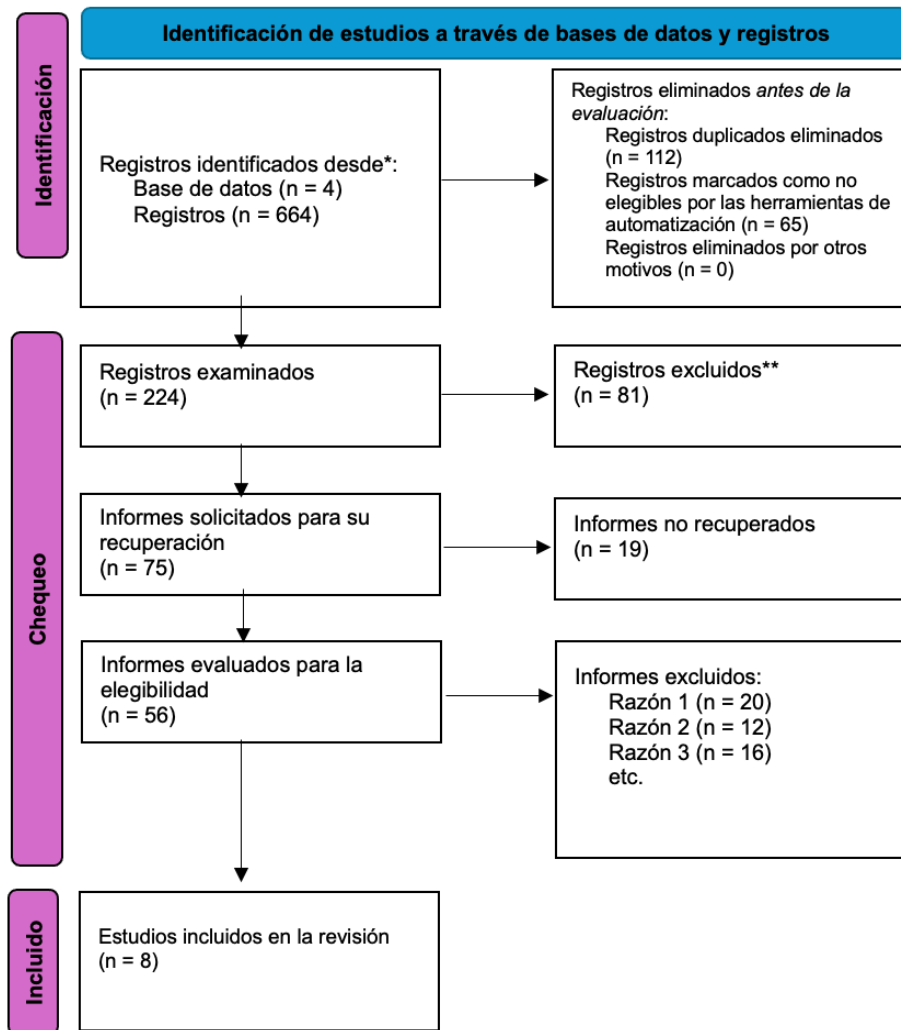 Identificación de estudios a través de bases de datos y registros
Identificación
Registros identificados desde*:
Base de datos (n = 4)
Registros (n = 664)
Registros eliminados antes de la
evaluación:
Registros duplicados eliminados
(n = 112)
Registros marcados como no
elegibles por las herramientas de
automatización (n = 65)
Registros eliminados por otros
motivos (n = 0)
Chequeo
Registros examinados
(n = 224)
Registros excluidos**
(n = 81)
Informes solicitados para su
recuperación
(n = 75)
Informes no recuperados
(n = 19)
Informes evaluados para la
elegibilidad
(n = 56)
Informes excluidos:
Razón 1 (n = 20)
Razón 2 (n = 12)
Razón 3 (n = 16)
etc.
Incluido
Estudios incluidos en la revisión
(n = 8)